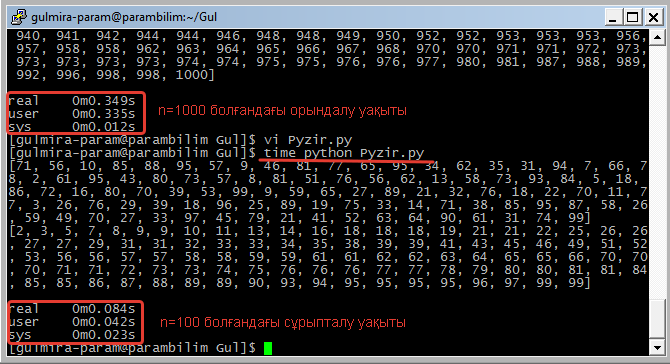 gulmira-param@parambilim:~/Gul
940, 941, 942, 944, 944, 946, 948, 948, 949, 950, 952, 952, 953, 953, 956,
957, 958, 958, 962, 963, 964, 965, 966, 967, 968, 970, 970, 971, 971, 972, 973,
973, 973, 973, 973, 974, 974, 975, 975, 976, 976, 977, 980, 981, 987, 988, 989,
992, 996, 998, 998, 1000]
real 0m0.349s
user 0m0.335s
sys 0m0.012s
n=1000 болғандағы орындалу уақыты
[gulmira-param@parambilim Gul]$ vi Pyzir.py
[gulmira-param@parambilim Gul]$ time python Pyzir.py
[71, 56, 10, 85, 88, 95, 57, 9, 46, 81, 77, 65, 95, 34, 62, 35, 31, 94, 7, 66, 7
8, 2, 61, 95, 43, 80, 73, 57, 8, 81, 51, 76, 56, 62, 13, 58, 73, 93, 84, 5, 18,
86, 72, 16, 80, 70, 39, 53, 99, 9, 59, 65, 27, 89, 21, 32, 76, 18, 22, 70, 11, 7
7, 3, 26, 76, 29, 39, 18, 96, 25, 89, 19, 75, 33, 14, 71, 38, 85, 95, 87, 58, 26
, 59, 49, 70, 27, 33, 97, 45, 79, 21, 41, 52, 63, 64, 90, 61, 31, 74, 99]
[2, 3, 5, 7, 8, 9, 9, 10, 11, 13, 14, 16, 18, 18, 18, 19, 21, 21, 22, 25, 26, 26
, 27, 27, 29, 31, 31, 32, 33, 33, 34, 35, 38, 39, 39, 41, 43, 45, 46, 49, 51, 52
, 53, 56, 56, 57, 57, 58, 58, 59, 59, 61, 61, 62, 62, 63, 64, 65, 65, 66, 70, 70
, 70, 71, 71, 72, 73, 73, 74, 75, 76, 76, 76, 77, 77, 78, 79, 80, 80, 81, 81, 84
, 85, 85, 86, 87, 88, 89, 89, 90, 93, 94, 95, 95, 95, 95, 96, 97, 99, 99]
real 0m0.084s
user 0m0.042s
sys 0m0.023s
n=100 болғандағы сұрыпталу уақыты
[gulmira-param@parambilim Gul]$